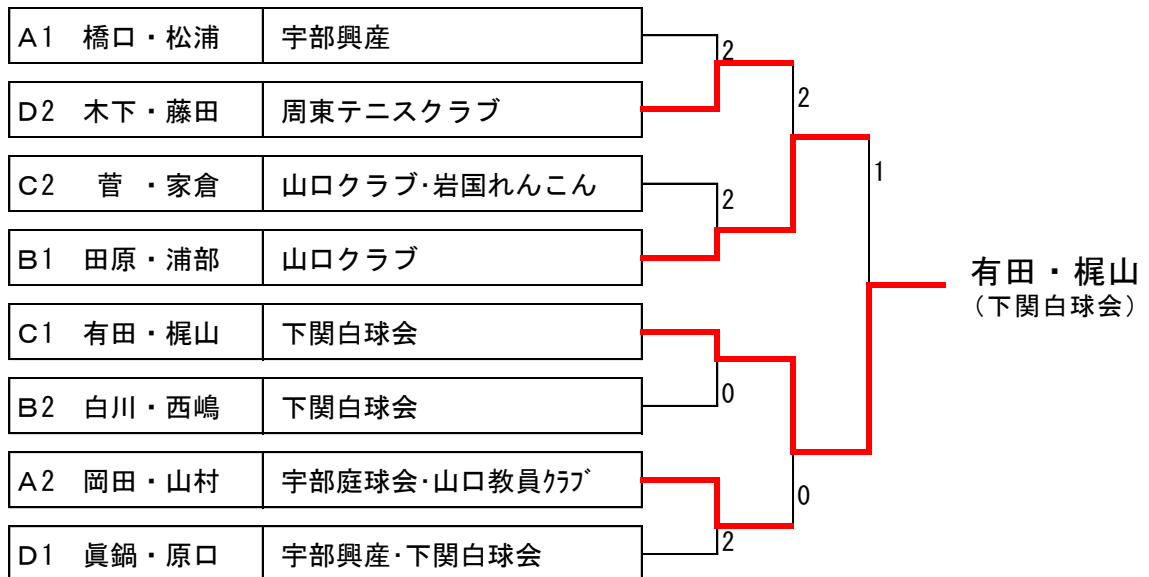 A1 橋口・松浦 宇部興産
2
D2 木下・藤田 周東テニスクラブ
2
C2 菅 ・家倉 山口クラブ・岩国れんこん
2
1
B1 田原・浦部 山口クラブ
有田・梶山
(下関白球会)
C1 有田・梶山 下関白球会
B2 白川・西嶋 下関白球会
0
A2 岡田・山村 宇部庭球会・山口教員ｸﾗﾌﾞ
0
D1 眞鍋・原口 宇部興産・下関白球会
2